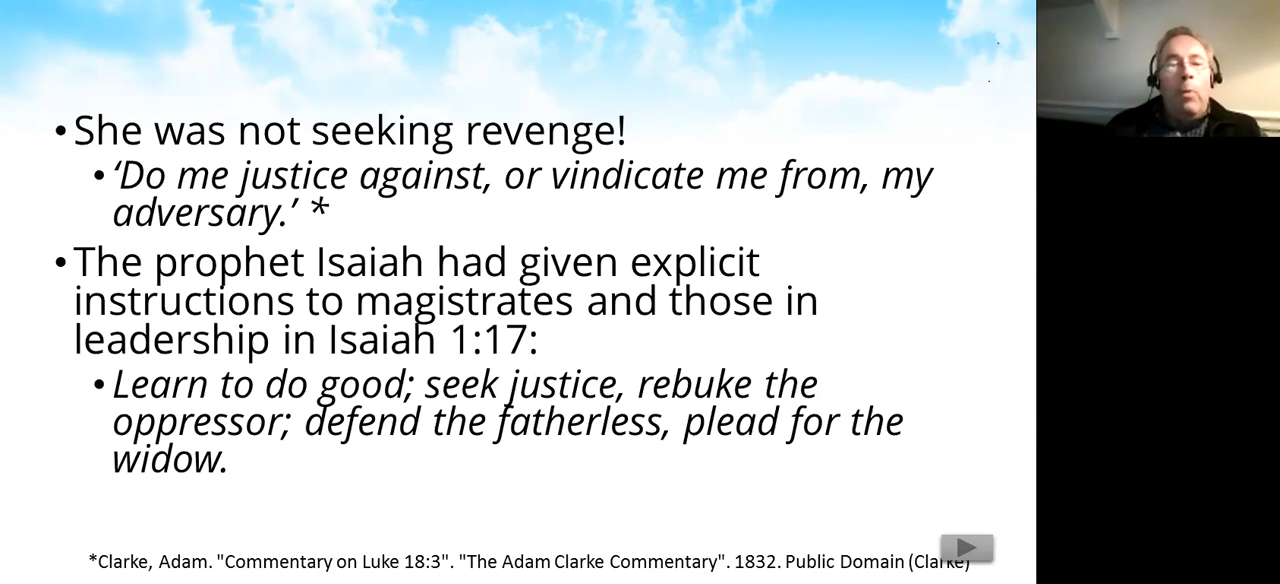 • She was not seeking revenge!
• ‘Do me justice against, or vindicate me from, my
adversary.’ *
• The prophet Isaiah had given explicit
instructions to magistrates and those in
leadership in Isaiah 1:17:
• Learn to do good; seek justice, rebuke the
oppressor; defend the fatherless, plead for the
widow.
*Clarke, Adam. "Commentary on Luke 18:3". "The Adam Clarke Commentary". 1832. Public Domain (Clarke)